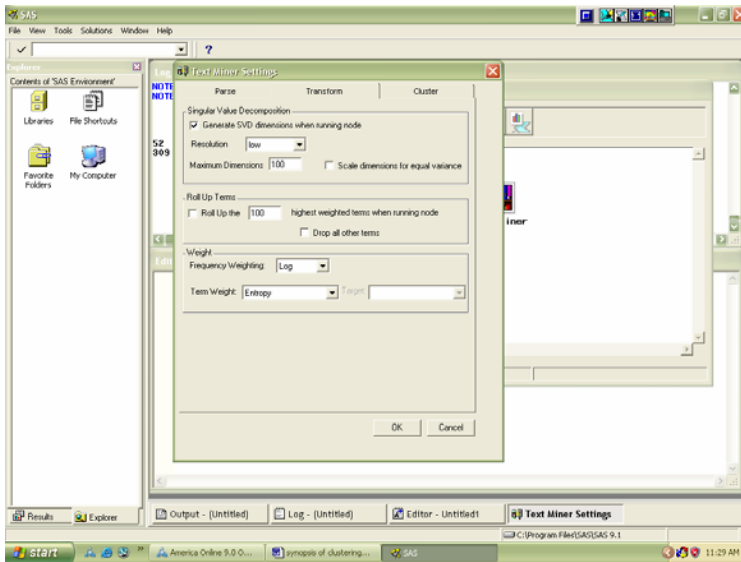 SAS
File View Tools Solutions Window Help
Explorer
Contents of 'SAS Environment'
Libraries
File Shortcuts
Favorite Folders
My Computer
Log
NOTE
NOTE
52
309
Text Miner Settings
Parse
Transform
Cluster
Singular Value Decomposition
Generate SVD dimensions when running node
Resolution low
Maximum Dimensions 100 Scale dimensions for equal variance
Roll Up Terms
Roll Up the 100 highest weighted terms when running node
Drop all other terms
Weight
Frequency Weighting: Log
Term Weight: Entropy Target:
OK Cancel
iner
Edit
Results
Explorer
Output - (Untitled)
Log - (Untitled)
Editor - Untitled1
Text Miner Settings
C:\Program Files\SAS\SAS 9.1
start
America Online 9.0 O...
synopsis of clustering...
SAS
11:29 AM